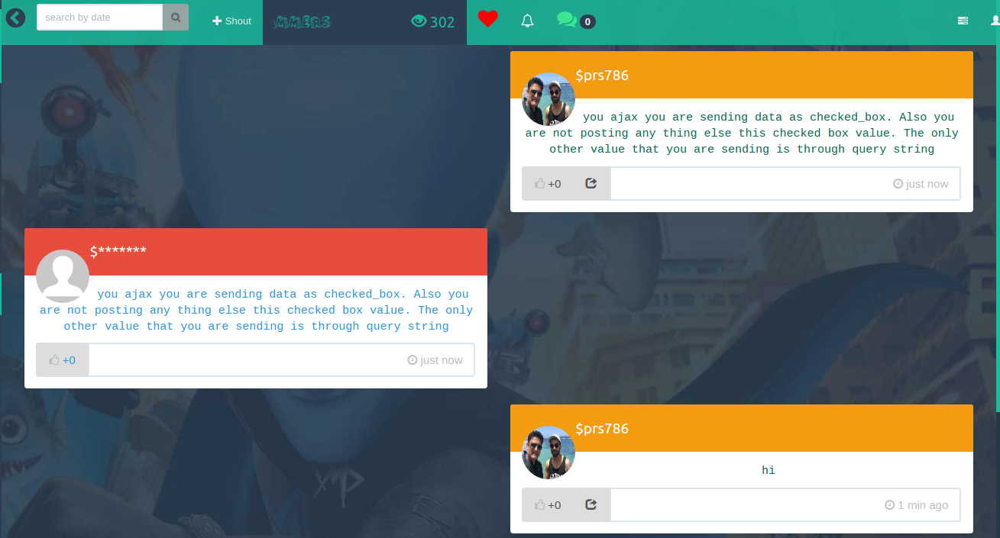 search by date
Shout
MMERS
302
0
$prs786
you ajax you are sending data as checked_box. Also you
are not posting any thing else this checked box value. The only
other value that you are sending is through query string
+0
just now
$*******
you ajax you are sending data as checked_box. Also you
are not posting any thing else this checked box value. The only
other value that you are sending is through query string
+0
just now
$prs786
hi
+0
1 min ago